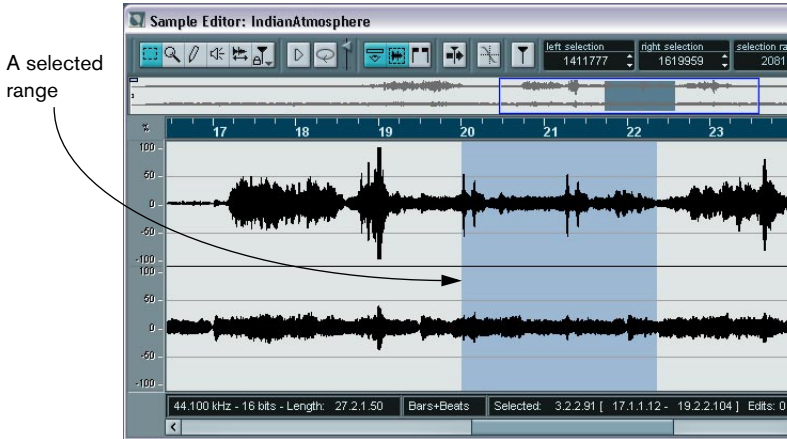 Sample Editor: IndianAtmosphere
left selection
right selection
selection ra
1411777
1619959
2081
A selected
range
%
17 18 19 20 21 22 23
100
50
0
-50
-100
100
50
0
-50
-100
44.100 kHz - 16 bits - Length: 27.2.1.50
Bars+Beats
Selected: 3.2.2.91 [ 17.1.1.12 - 19.2.2.104 ] Edits: 0